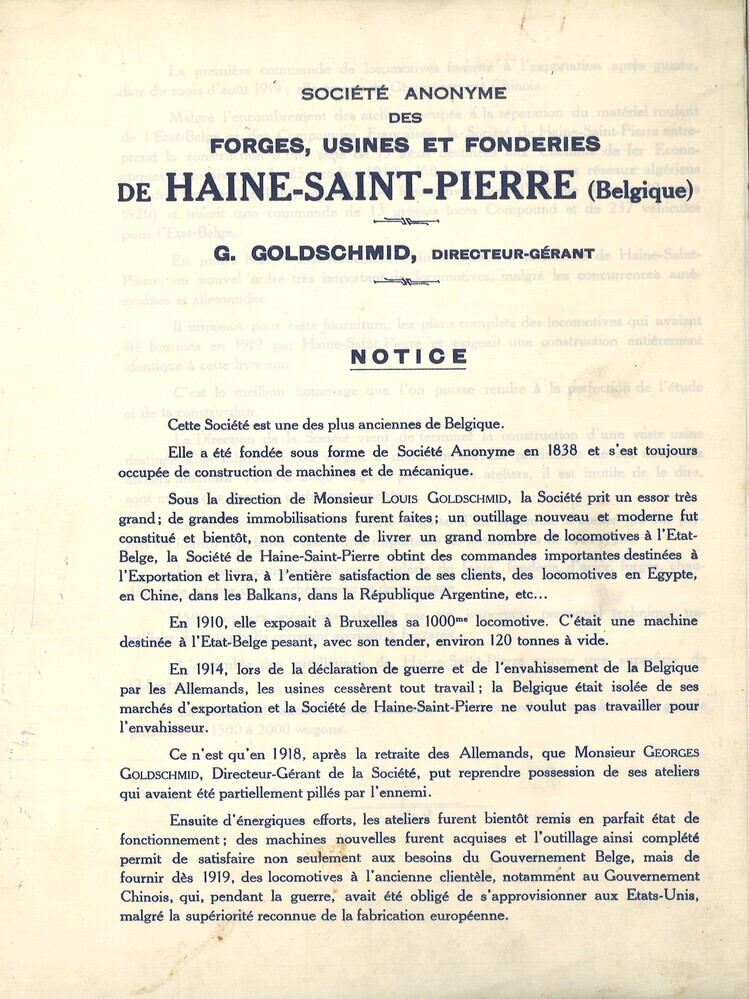 SOCIÉTÉ ANONYME
DES
FORGES, USINES ET FONDERIES
DE HAINE-SAINT-PIERRE (Belgique)
G. GOLDSCHMID, DIRECTEUR-GÉRANT
NOTICE
Cette Société est une des plus anciennes de Belgique.
Elle a été fondée sous forme de Société Anonyme en 1838 et s'est toujours
occupée de construction de machines et de mécanique.
Sous la direction de Monsieur LOUIS GOLDSCHMID, la Société prit un essor très
grand; de grandes immobilisations furent faites; un outillage nouveau et moderne fut
constitué et bientôt, non contente de livrer un grand nombre de locomotives à l'Etat-
Belge, la Société de Haine-Saint-Pierre obtint des commandes importantes destinées à
l'Exportation et livra, à l'entière satisfaction de ses clients, des locomotives en Egypte,
en Chine, dans les Balkans, dans la République Argentine, etc...
En 1910, elle exposait à Bruxelles sa 1000me locomotive. C'était une machine
destinée à l'Etat-Belge pesant, avec son tender, environ 120 tonnes à vide.
En 1914, lors de la déclaration de guerre et de l'envahissement de la Belgique
par les Allemands, les usines cessèrent tout travail; la Belgique était isolée de ses
marchés d'exportation et la Société de Haine-Saint-Pierre ne voulut pas travailler pour
l'envahisseur.
Ce n'est qu'en 1918, après la retraite des Allemands, que Monsieur GEORGES
GOLDSCHMID, Directeur-Gérant de la Société, put reprendre possession de ses ateliers
qui avaient été partiellement pillés par l'ennemi.
Ensuite d'énergiques efforts, les ateliers furent bientôt remis en parfait état de
fonctionnement; des machines nouvelles furent acquises et l'outillage ainsi complété
permit de satisfaire non seulement aux besoins du Gouvernement Belge, mais de
fournir dès 1919, des locomotives à l'ancienne clientèle, notamment au Gouvernement
Chinois, qui, pendant la guerre, avait été obligé de s'approvisionner aux Etats-Unis,
malgré la supériorité reconnue de la fabrication européenne.